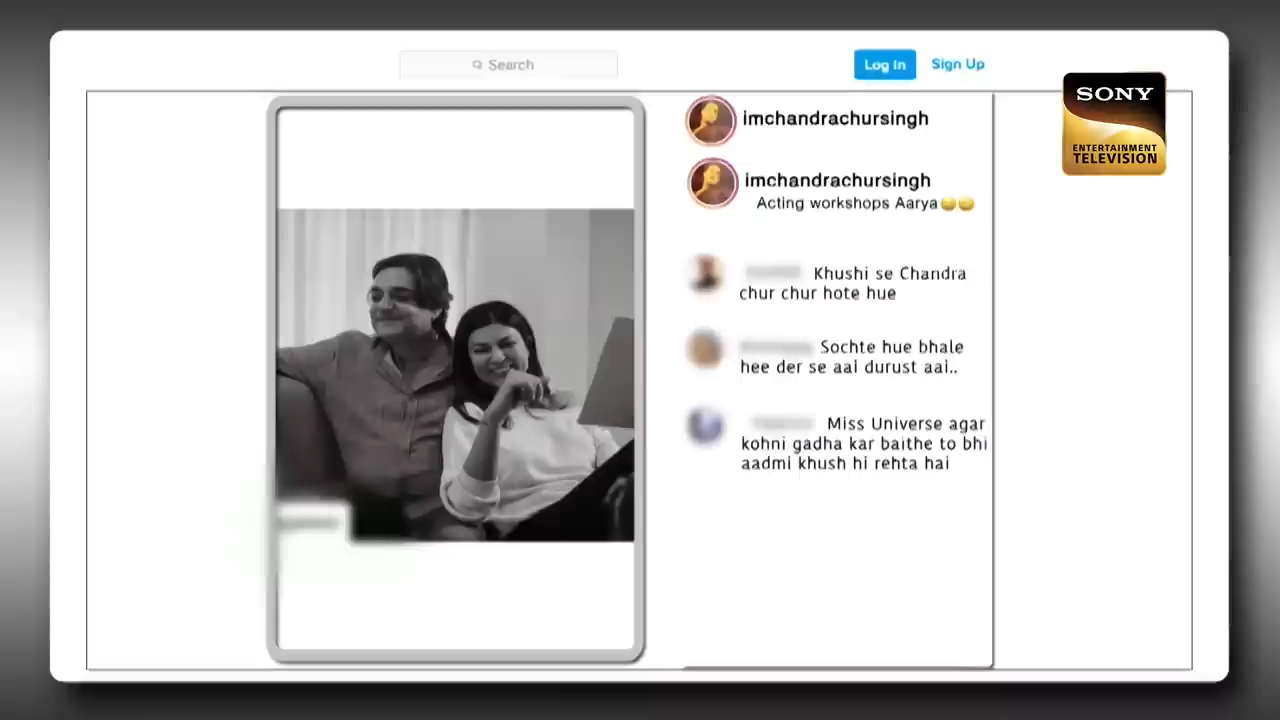 Search
Log In
Sign Up
SONY
ENTERTAINMENT
TELEVISION
imchandrachursingh
imchandrachursingh
Acting workshops Aarya
Khushi se Chandra
chur chur hote hue
Sochte hue bhale
hee der se aai durust aai..
Miss Universe agar
kohni gadha kar baithe to bhi
aadmi khush hi rehta hai